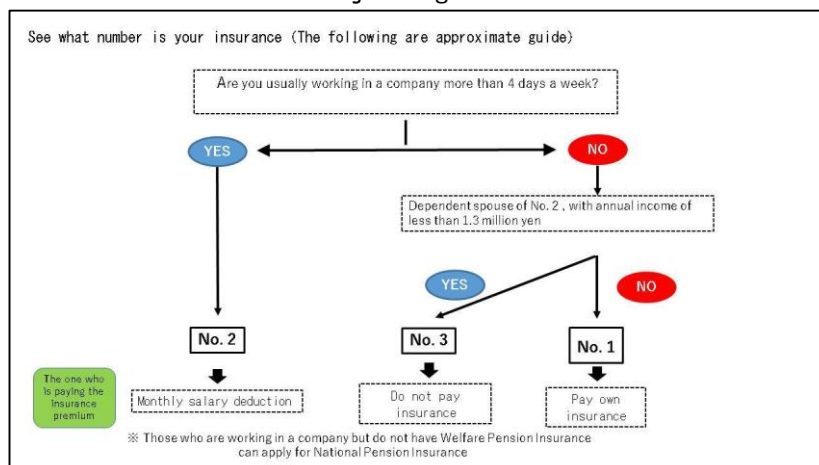 See what number is your insurance (The following are approximate guide)
Are you usually working in a company more than 4 days a week?
YES
NO
Dependent spouse of No. 2 , with annual income of
less than 1.3 million yen
YES
NO
No. 2
No. 3
No. 1
The one who
is paying the
insurance
premium
Monthly salary deduction
Do not pay
insurance
Pay own
insurance
※ Those who are working in a company but do not have Welfare Pension Insurance
can apply for National Pension Insurance